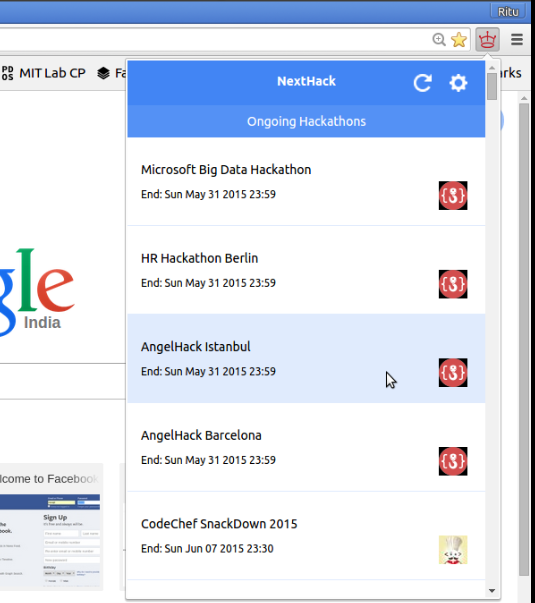 Ritu
PD
OS
MIT Lab CP
Fa
rks
NextHack
Ongoing Hackathons
Microsoft Big Data Hackathon
End: Sun May 31 2015 23:59
HR Hackathon Berlin
End: Sun May 31 2015 23:59
gle
India
AngelHack Istanbul
End: Sun May 31 2015 23:59
AngelHack Barcelona
End: Sun May 31 2015 23:59
lcome to Facebook
Sign Up
CodeChef SnackDown 2015
End: Sun Jun 07 2015 23:30